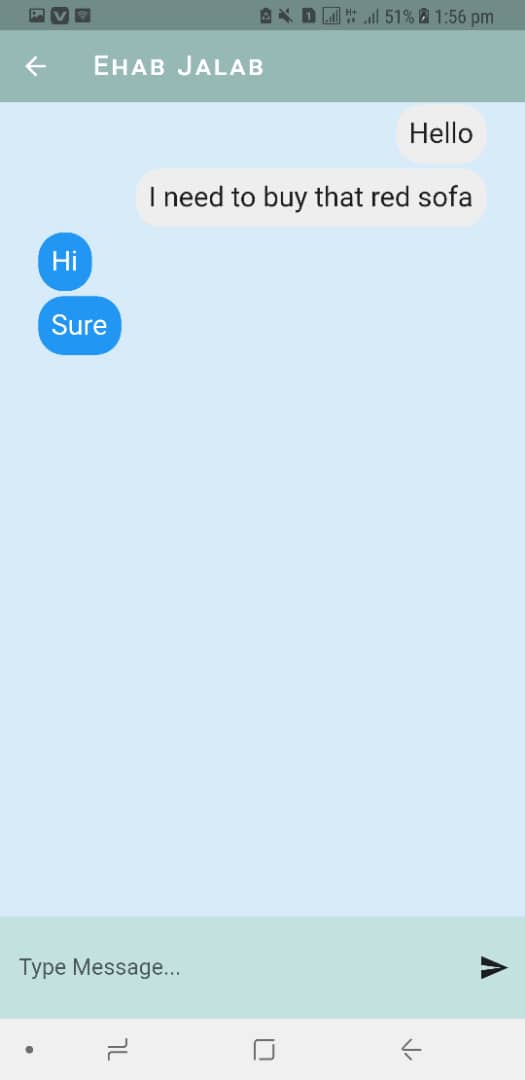 51% 1:56 pm
EHAB JALAB
Hello
I need to buy that red sofa
Hi
Sure
Type Message...